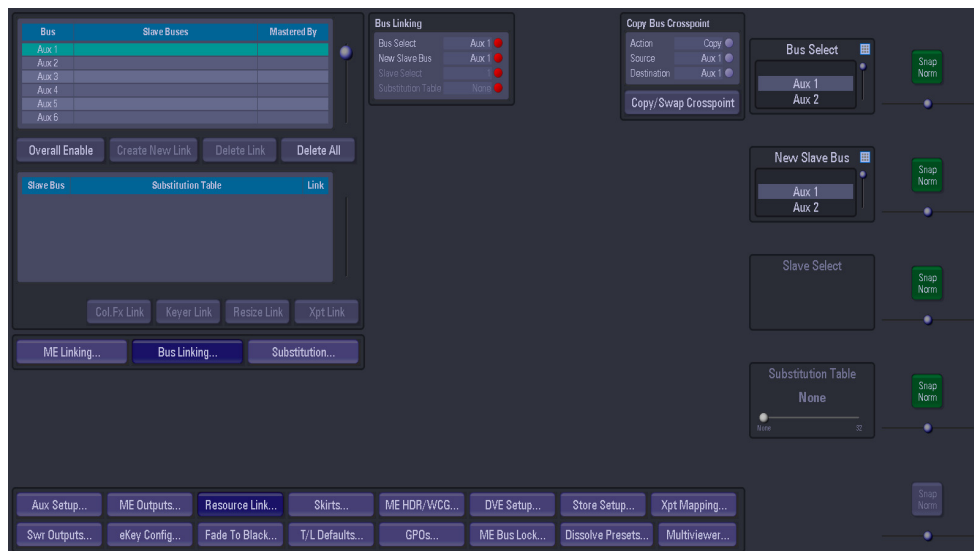 Bus Slave Buses Mastered By
Aux 1
Aux 2
Aux 3
Aux 4
Aux 5
Aux 6
Overall Enable Create New Link Delete Link Delete All
Slave Bus Substitution Table Link
Col.Fx Link Keyer Link Resize Link Xpt Link
ME Linking... Bus Linking... Substitution...
Bus Linking
Bus Select Aux 1
New Slave Bus Aux 1
Slave Select 1
Substitution Table None
Copy Bus Crosspoint
Action Copy
Source Aux 1
Destination Aux 1
Copy/Swap Crosspoint
Bus Select
Aux 1
Aux 2
Snap
Norm
New Slave Bus
Aux 1
Aux 2
Snap
Norm
Slave Select
Snap
Norm
Substitution Table
None
None 32
Snap
Norm
Snap
Norm
Aux Setup... ME Outputs... Resource Link... Skirts... ME HDR/WCG... DVE Setup... Store Setup... Xpt Mapping...
Swr Outputs... eKey Config... Fade To Black... T/L Defaults... GPOs... ME Bus Lock... Dissolve Presets... Multiviewer...